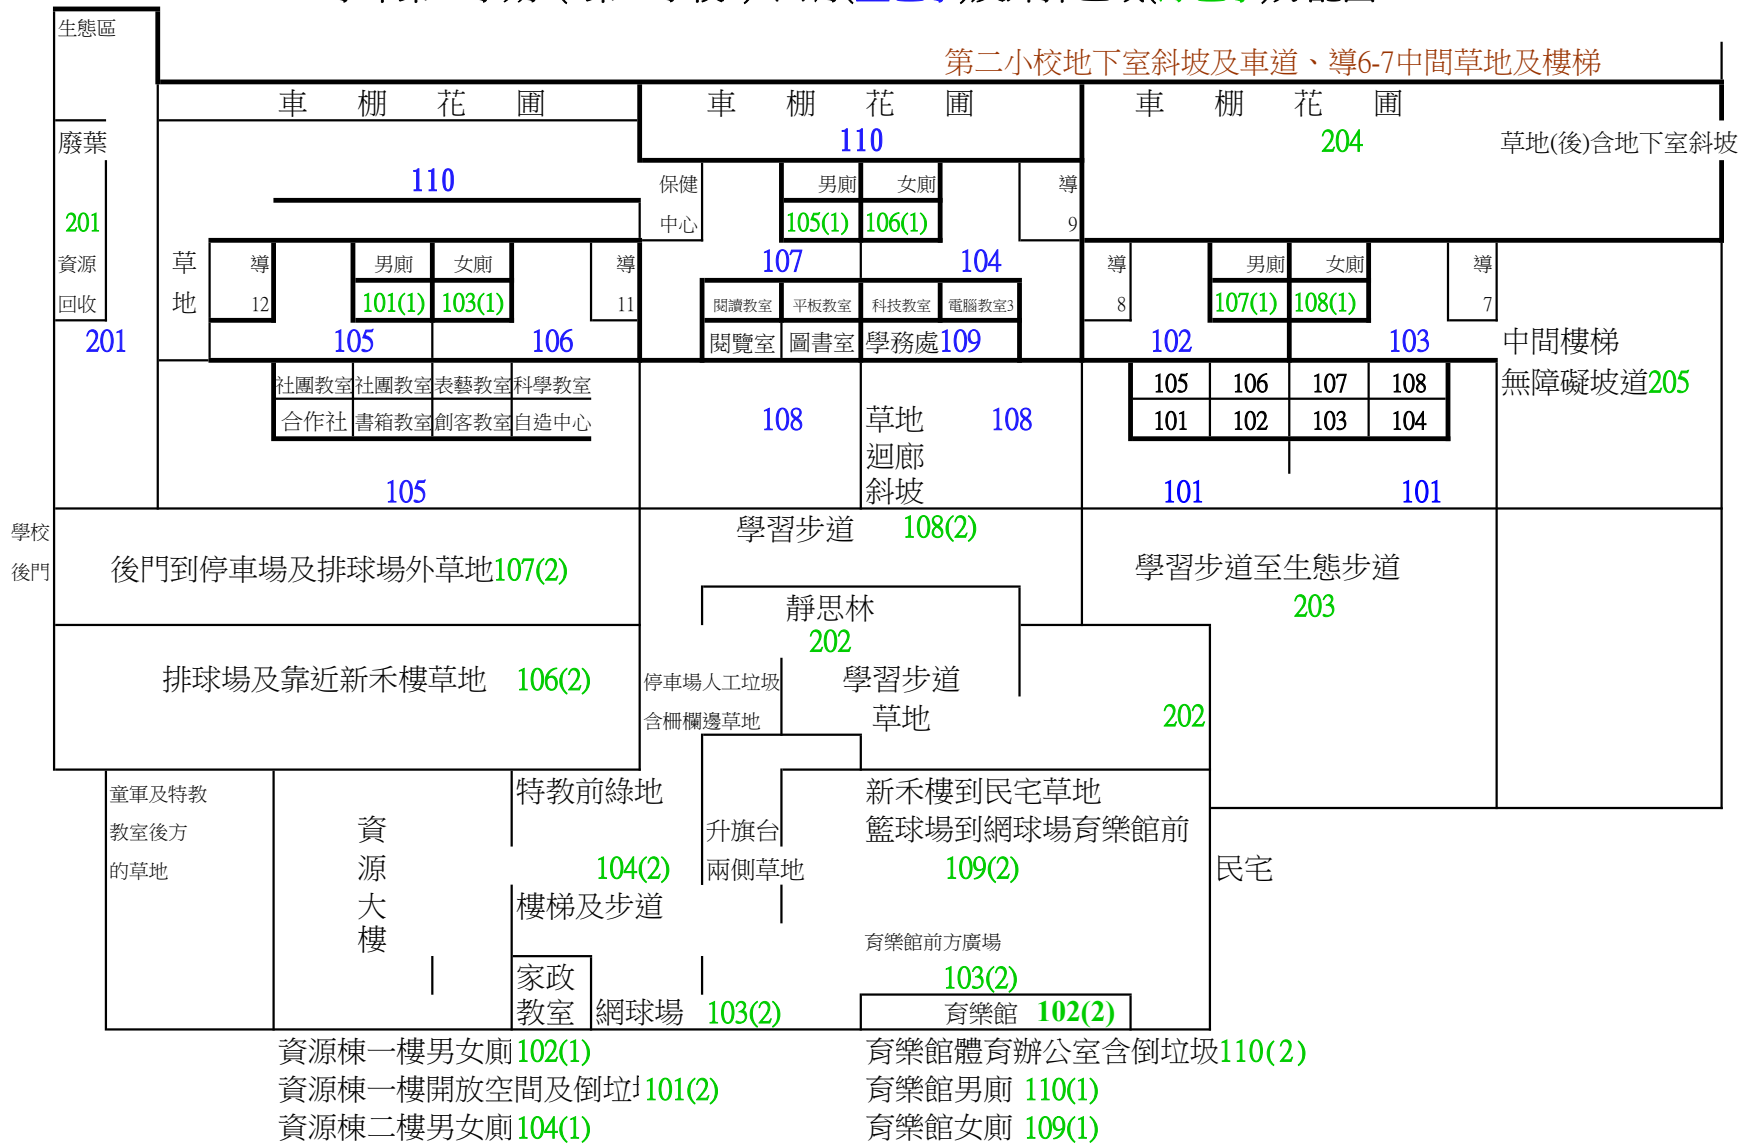 生態區
第二小校地下室斜坡及車道、導6-7中間草地及樓梯
車 棚 花 圃 車 棚 花 圃 車 棚 花 圃
廢葉 110 204 草地(後)含地下室斜坡
110 保健 男廁 女廁 導
201 中心 105(1) 106(1) 9
資源 草 導 男廁 女廁 導 107 104 導 男廁 女廁 導
回收 地 12 101(1) 103(1) 11 閱讀教室 平板教室 科技教室 電腦教室3 8 107(1) 108(1) 7
201 105 106 閱覽室 圖書室 學務處109 102 103 中間樓梯
社團教室 社團教室 表藝教室 科學教室 105 106 107 108 無障礙坡道205
合作社 書箱教室 創客教室 自造中心 108 草地 108 101 102 103 104
迴廊
105 斜坡 101 101
學校 學習步道 108(2)
後門 後門到停車場及排球場外草地107(2) 學習步道至生態步道
靜思林 203
202
排球場及靠近新禾樓草地 106(2) 停車場人工垃圾 學習步道
含柵欄邊草地 草地 202
童軍及特教 特教前綠地 新禾樓到民宅草地
教室後方 資 升旗台 籃球場到網球場育樂館前
的草地 源 104(2) 兩側草地 109(2) 民宅
大 樓梯及步道
樓 育樂館前方廣場
家政 103(2)
教室 網球場 103(2) 育樂館 102(2)
資源棟一樓男女廁102(1) 育樂館體育辦公室含倒垃圾110(2)
資源棟一樓開放空間及倒垃 101(2) 育樂館男廁 110(1)
資源棟二樓男女廁104(1) 育樂館女廁 109(1)